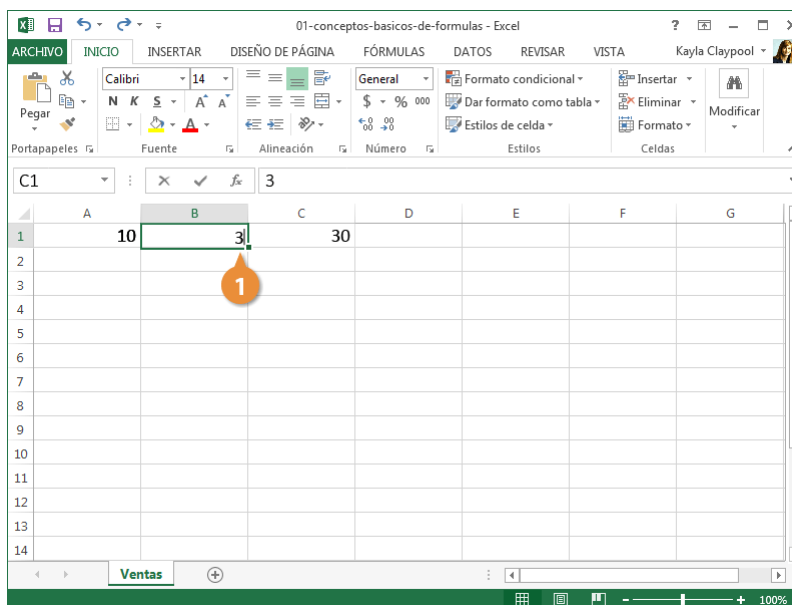 01-conceptos-basicos-de-formulas - Excel ?
ARCHIVO INICIO INSERTAR DISEÑO DE PÁGINA FÓRMULAS DATOS REVISAR VISTA Kayla Claypool
Pegar
Calibri 14
N K S A A
A
General
$ % 000
Formato condicional
Dar formato como tabla
Estilos de celda
Insertar
Eliminar
Formato
Modificar
Portapapeles Fuente Alineación Número Estilos Celdas
C1 fx 3
A B C D E F G
1 10 3 30
1
2
3
4
5
6
7
8
9
10
11
12
13
14
Ventas
100%